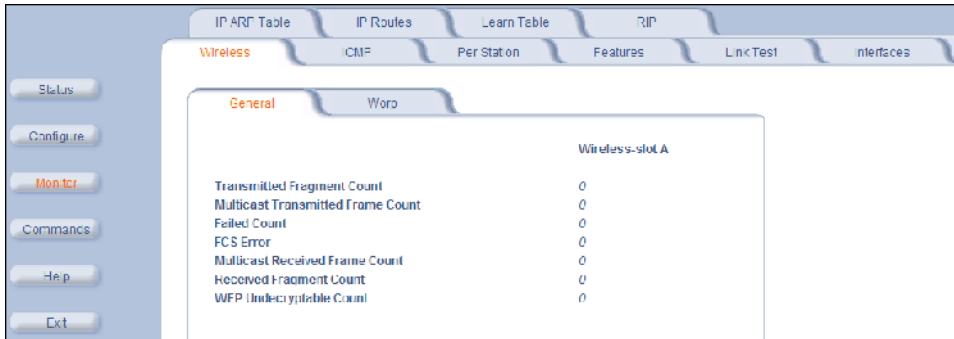 IP ARP Table IP Routes Learn Table RIP
Wireless ICMP Per Station Features Link Test Interfaces
Status
General Worp
Configure
Wireless-slot A
Monitor
Transmitted Fragment Count 0
Multicast Transmitted Frame Count 0
Commands
Failed Count 0
FCS Error 0
Multicast Received Frame Count 0
Help
Received Fragment Count 0
WEP Undecryptable Count 0
Exit